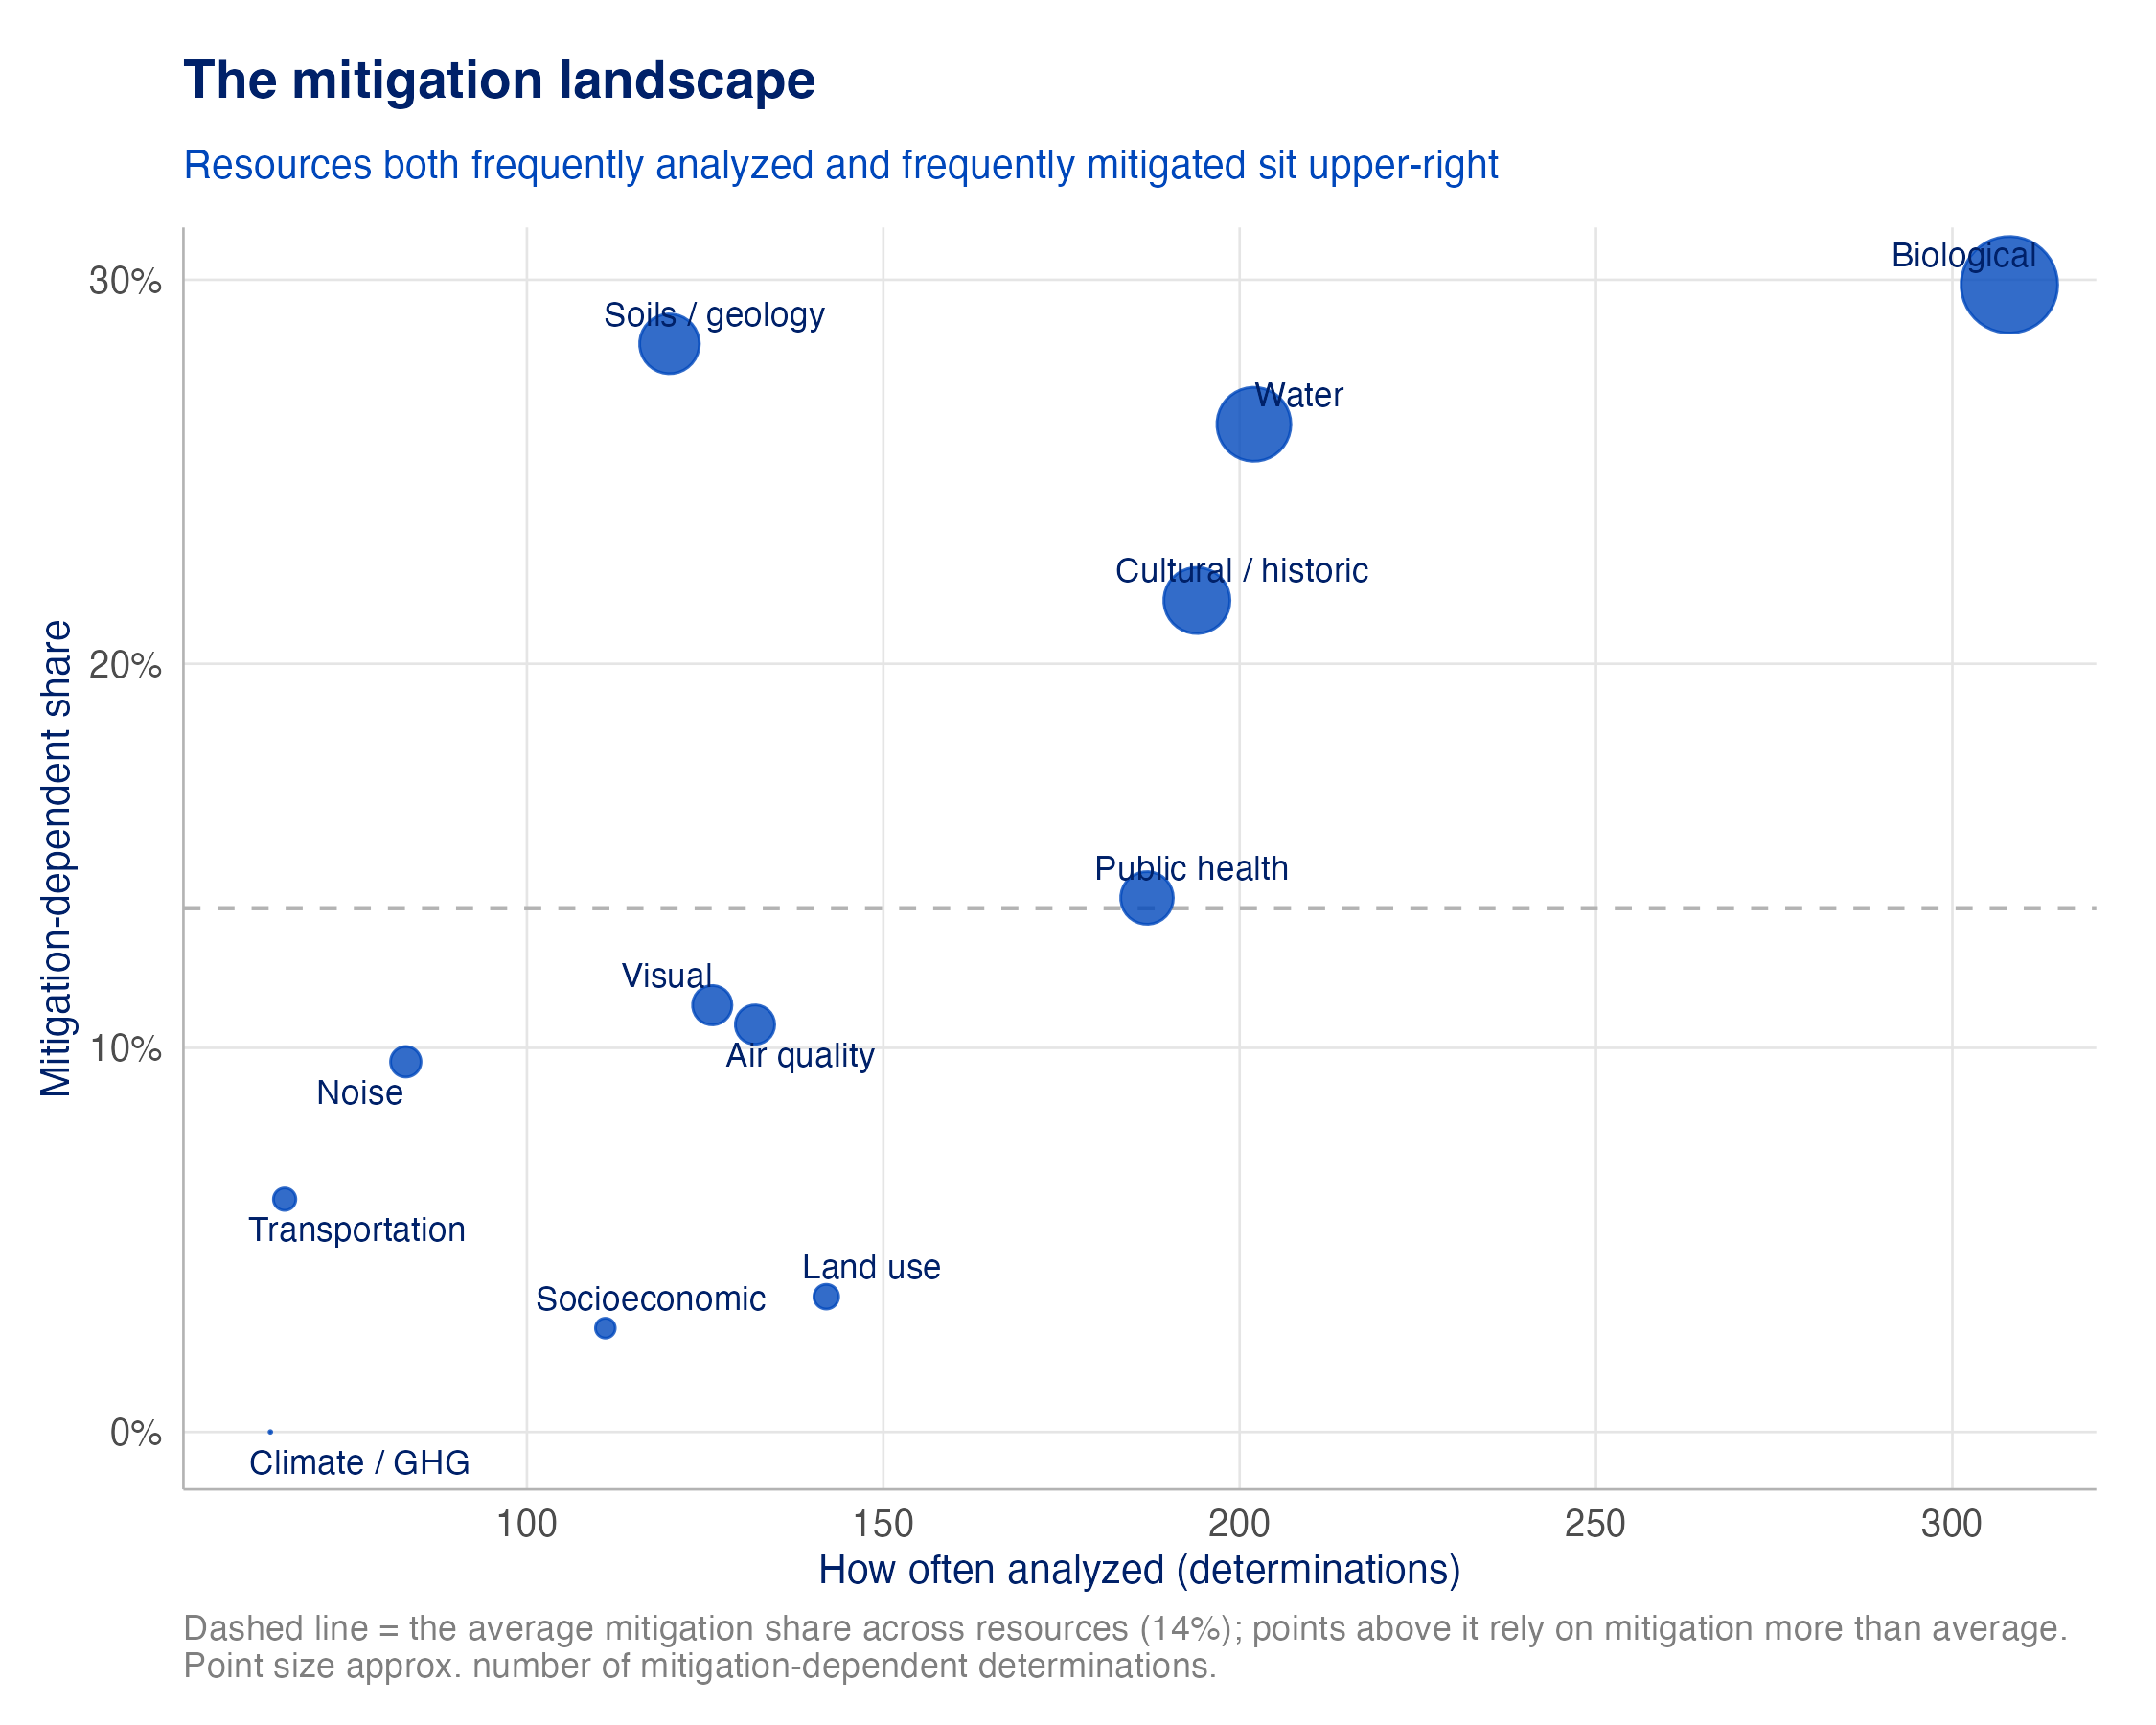 The mitigation landscape
Resources both frequently analyzed and frequently mitigated sit upper-right
Mitigation-dependent share
30%
20%
10%
0%
Biological
Soils / geology
Water
Cultural / historic
Public health
Visual
Air quality
Noise
Transportation
Land use
Socioeconomic
Climate / GHG
100 150 200 250 300
How often analyzed (determinations)
Dashed line = the average mitigation share across resources (14%); points above it rely on mitigation more than average.
Point size approx. number of mitigation-dependent determinations.